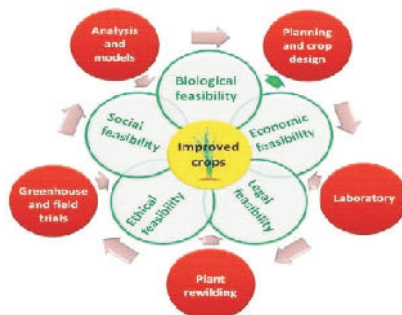 Analysis
and
models
Planning
and crop
design
Biological
feasibility
Social
feasibility
Economic
feasibility
Improved
crops
Greenhouse
and field
trials
Ethical
feasibility
Legal
feasibility
Laboratory
Plant
rewilding